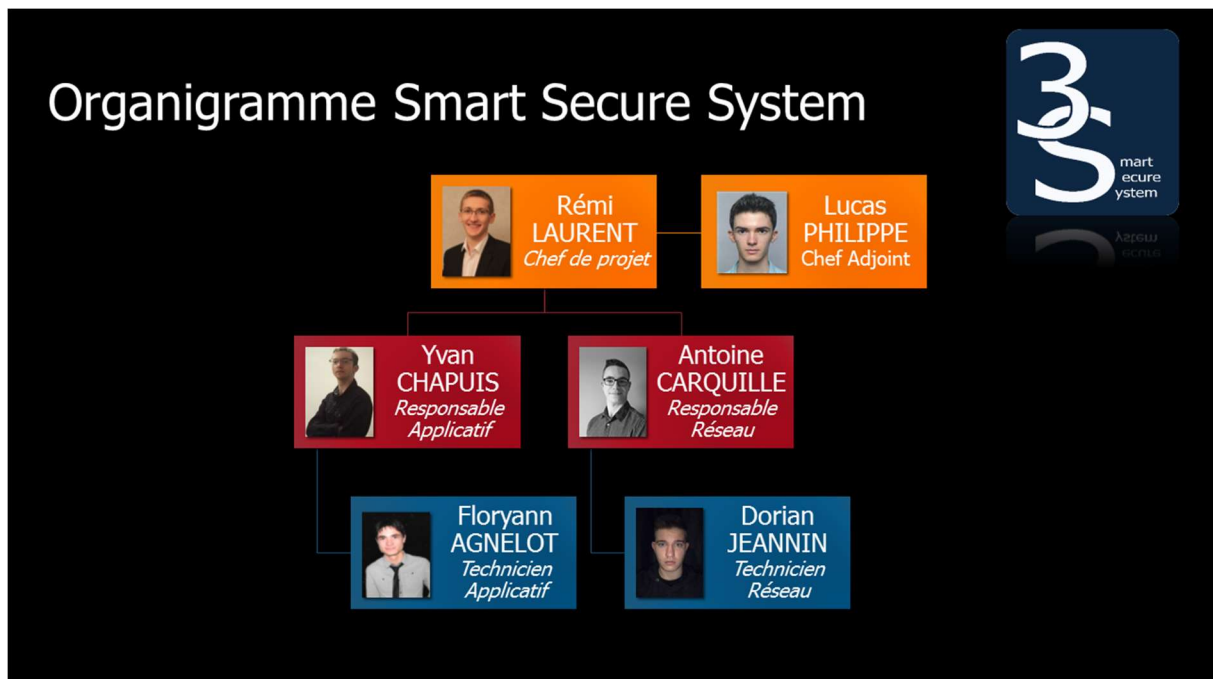 Organigramme Smart Secure System
3S
mart
ecure
ystem
Rémi
LAURENT
Chef de projet
Lucas
PHILIPPE
Chef Adjoint
Yvan
CHAPUIS
Responsable
Applicatif
Antoine
CARQUILLE
Responsable
Réseau
Floryann
AGNELOT
Technicien
Applicatif
Dorian
JEANNIN
Technicien
Réseau